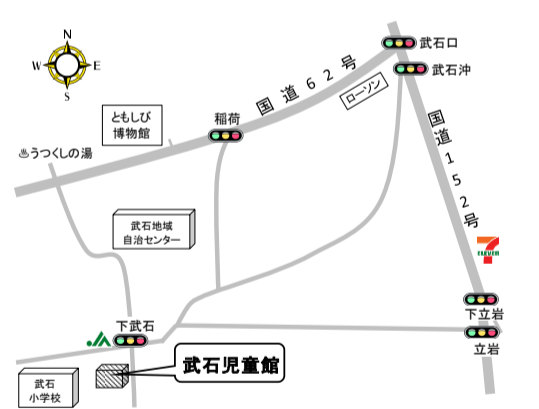 N
W E
S
武石口
武石沖
国道62号
ローソン
稲荷
ともしび
博物館
♨うつくしの湯
国道152号
武石地域
自治センター
7
ELEVEN
下立岩
立岩
下武石
JA
武石児童館
武石
小学校